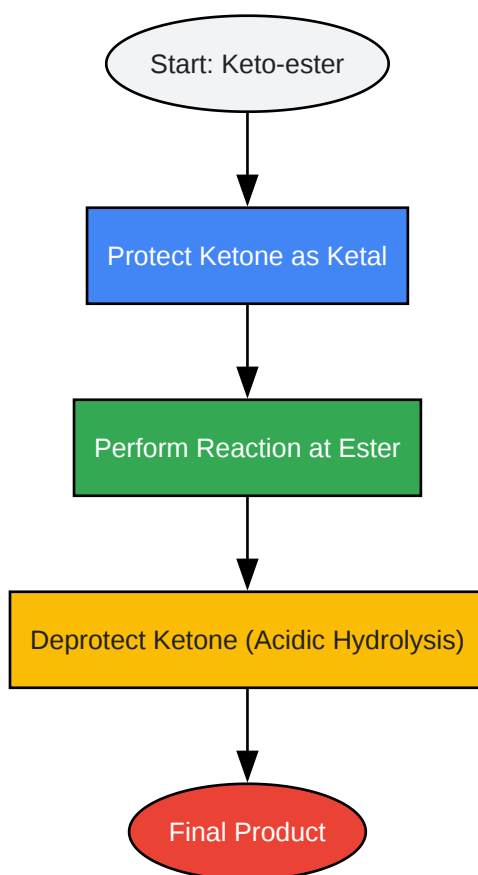 Start: Keto-ester
Protect Ketone as Ketal
Perform Reaction at Ester
Deprotect Ketone (Acidic Hydrolysis)
Final Product